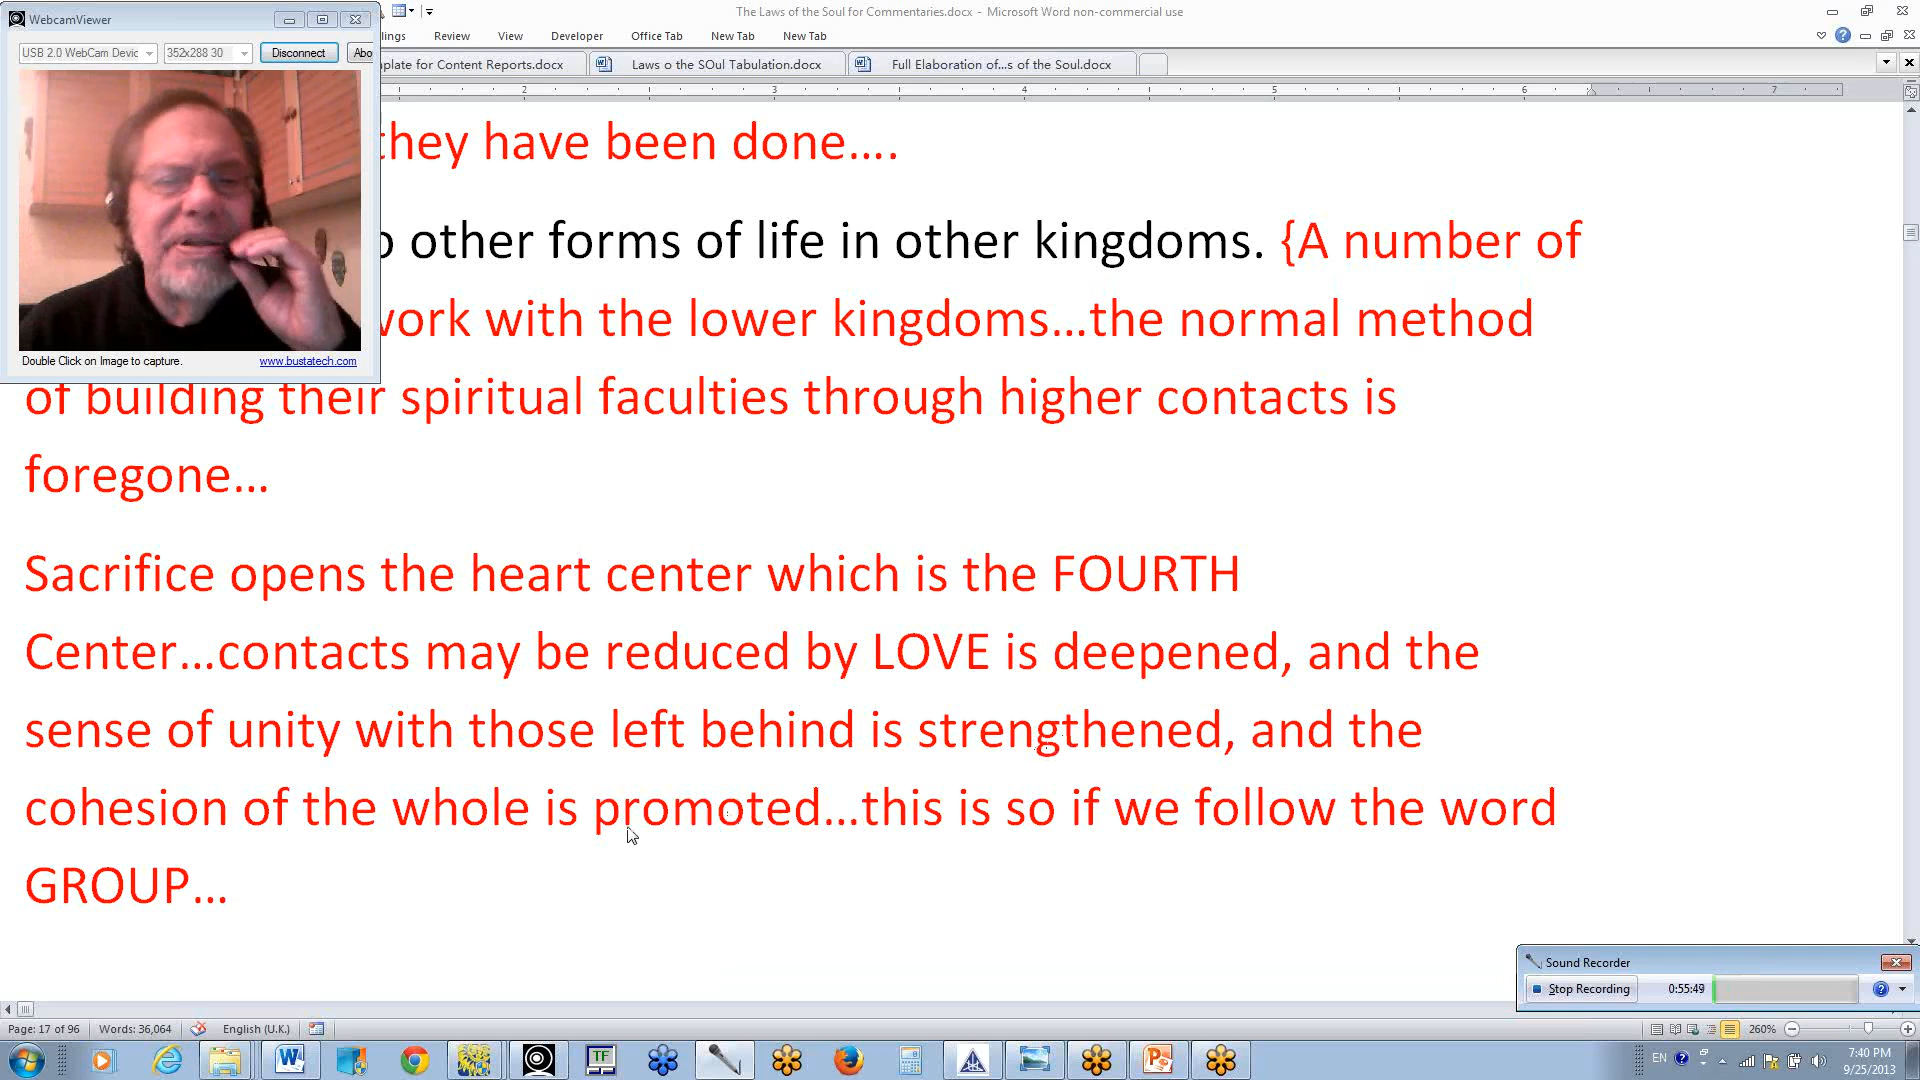 WebcamViewer
The Laws of the Soul for Commentaries.docx - Microsoft Word non-commercial use
USB 2.0 WebCam Devic
352x288 30
Disconnect
Abo
lings
Review
View
Developer
Office Tab
New Tab
New Tab
plate for Content Reports.docx
Laws o the SOul Tabulation.docx
Full Elaboration of...s of the Soul.docx
2 3 4 5 6 7
they have been done….
other forms of life in other kingdoms. {A number of
work with the lower kingdoms…the normal method
Double Click on Image to capture.
www.bustatech.com
of building their spiritual faculties through higher contacts is
foregone…
Sacrifice opens the heart center which is the FOURTH
Center…contacts may be reduced by LOVE is deepened, and the
sense of unity with those left behind is strengthened, and the
cohesion of the whole is promoted…this is so if we follow the word
GROUP…
Sound Recorder
Stop Recording
0:55:49
Page: 17 of 96
Words: 36,064
English (U.K.)
260%
TF
EN
7:40 PM
9/25/2013